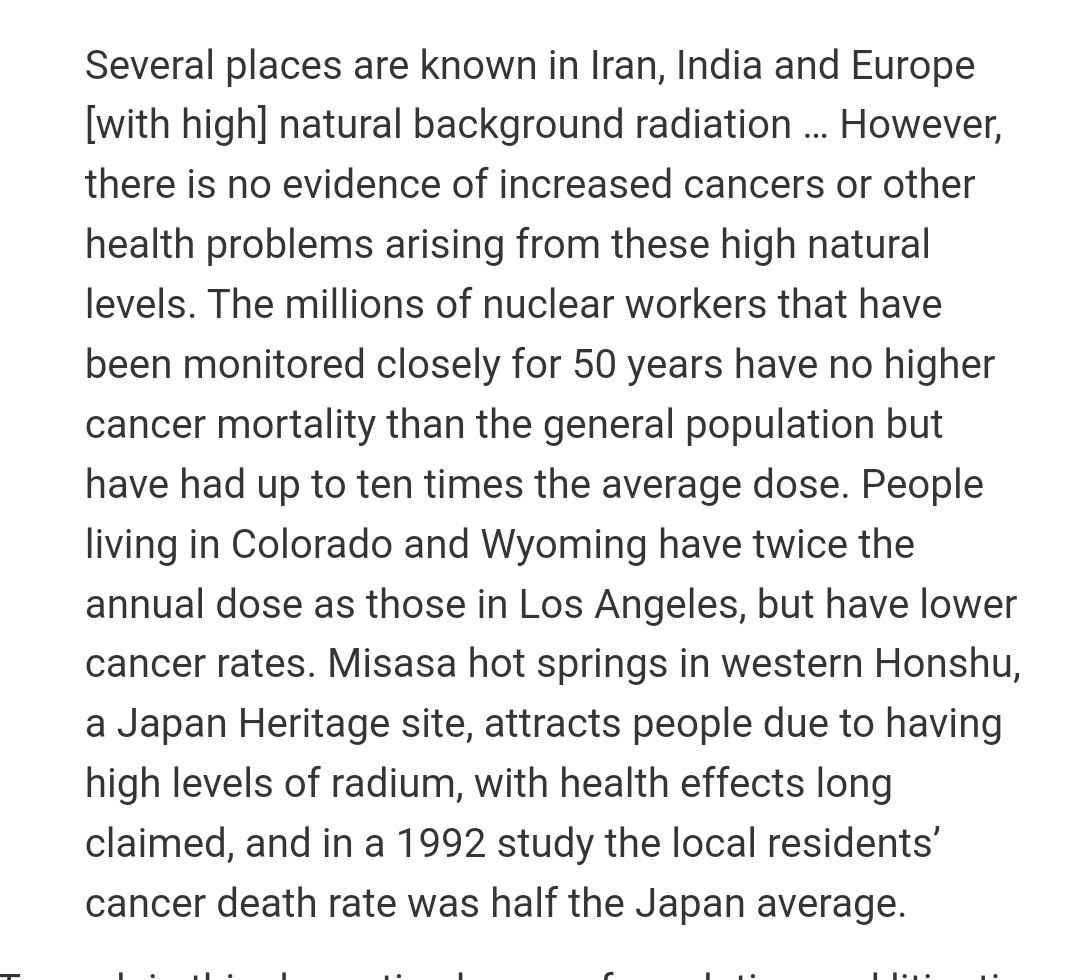 Several places are known in Iran, India and Europe
[with high] natural background radiation … However,
there is no evidence of increased cancers or other
health problems arising from these high natural
levels. The millions of nuclear workers that have
been monitored closely for 50 years have no higher
cancer mortality than the general population but
have had up to ten times the average dose. People
living in Colorado and Wyoming have twice the
annual dose as those in Los Angeles, but have lower
cancer rates. Misasa hot springs in western Honshu,
a Japan Heritage site, attracts people due to having
high levels of radium, with health effects long
claimed, and in a 1992 study the local residents’
cancer death rate was half the Japan average.